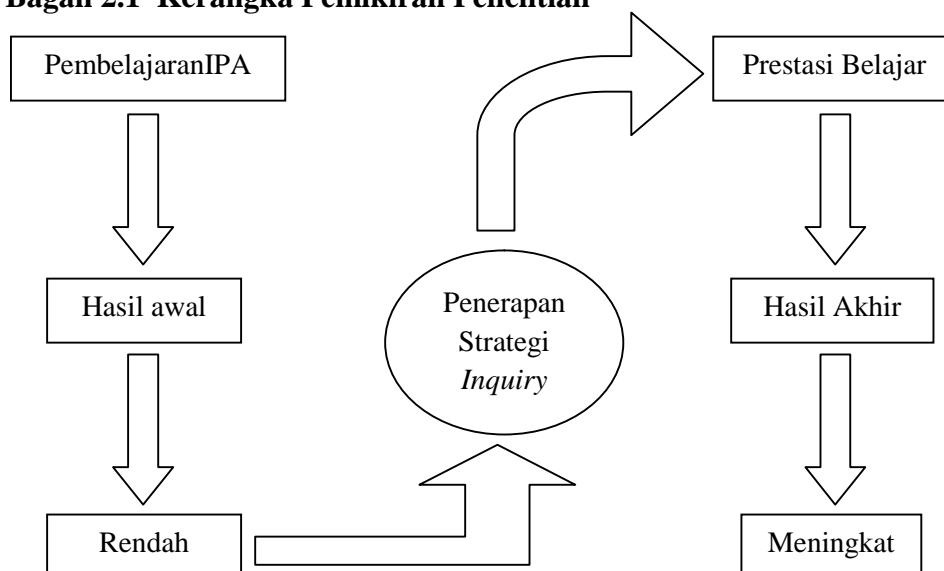 Bagan 2.1 Kerangka Pemikiran Penelitian
PembelajaranIPA
Prestasi Belajar
Hasil awal
Penerapan
Strategi
Inquiry
Hasil Akhir
Rendah
Meningkat